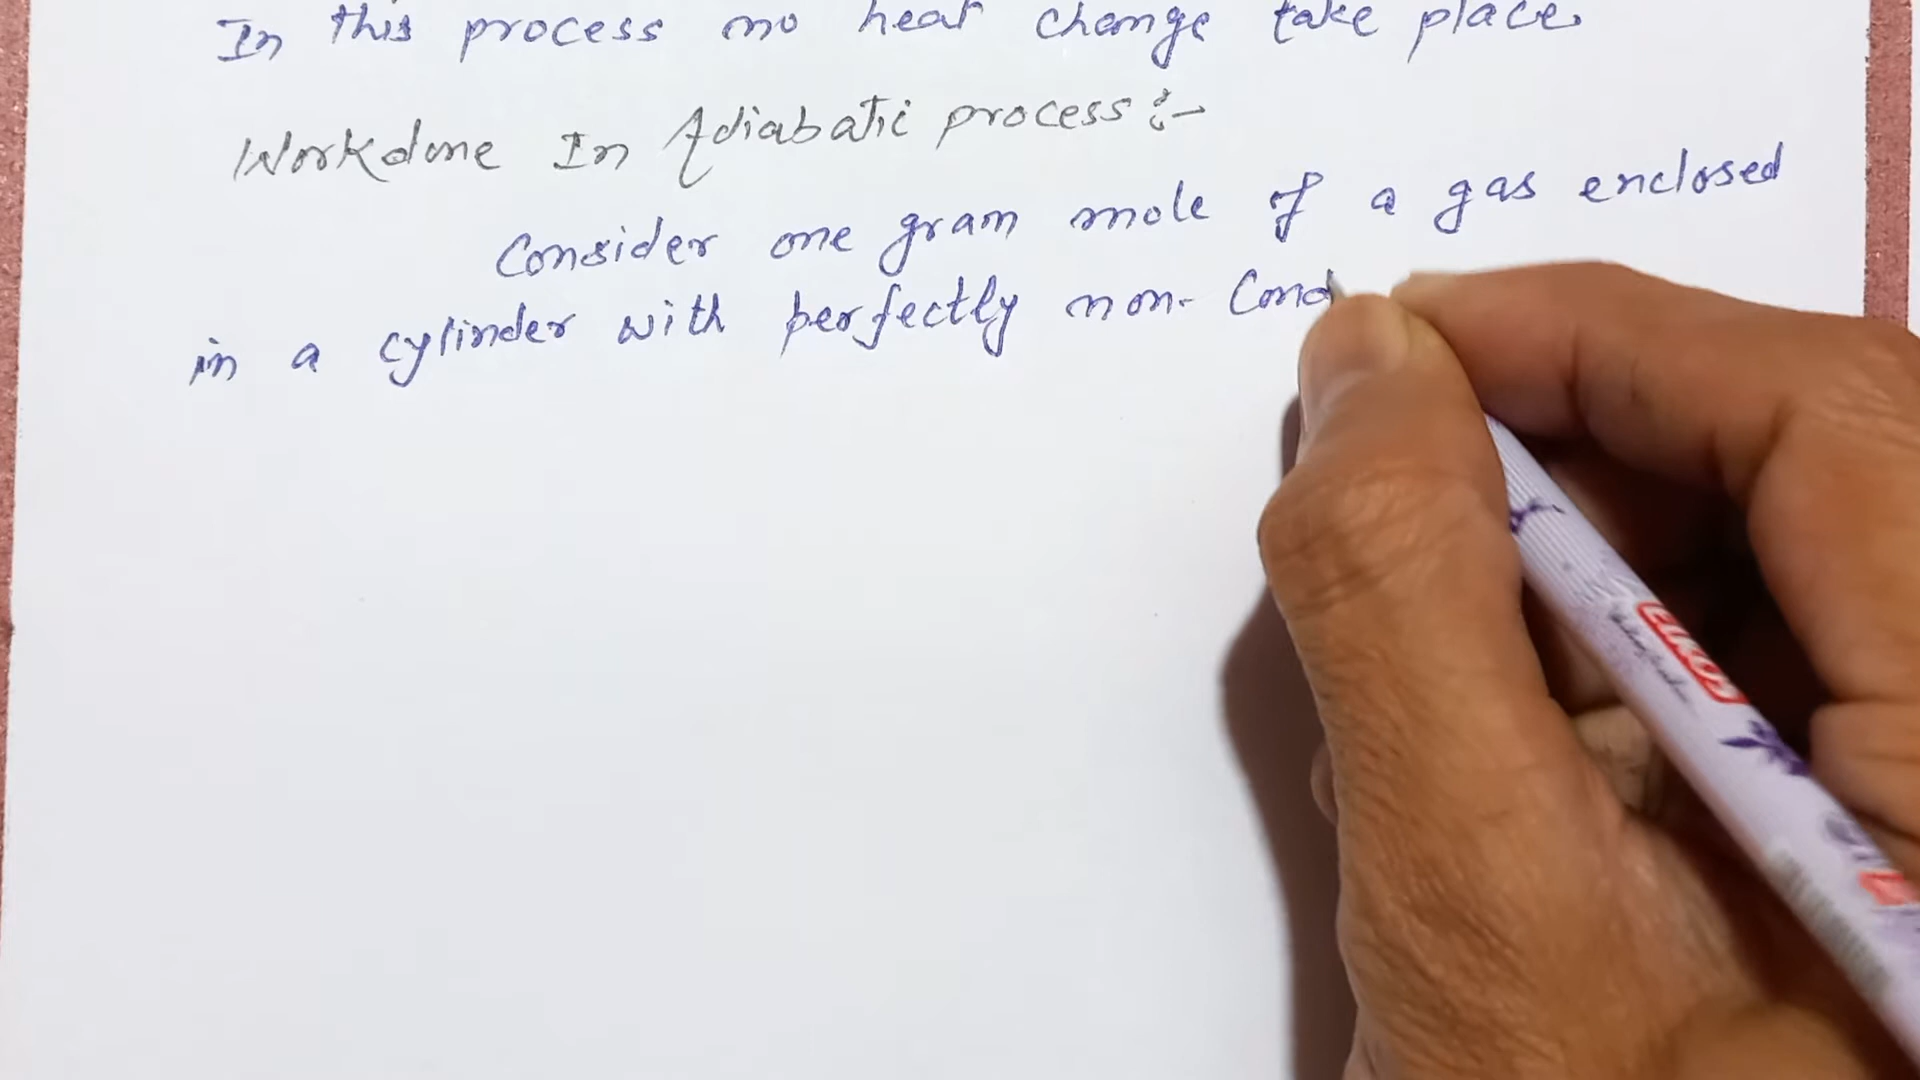 In this process no heat change take place.
Workdone In Adiabatic process :-
Consider one gram mole of a gas enclosed
in a cylinder with perfectly non- Cond
ELKOS